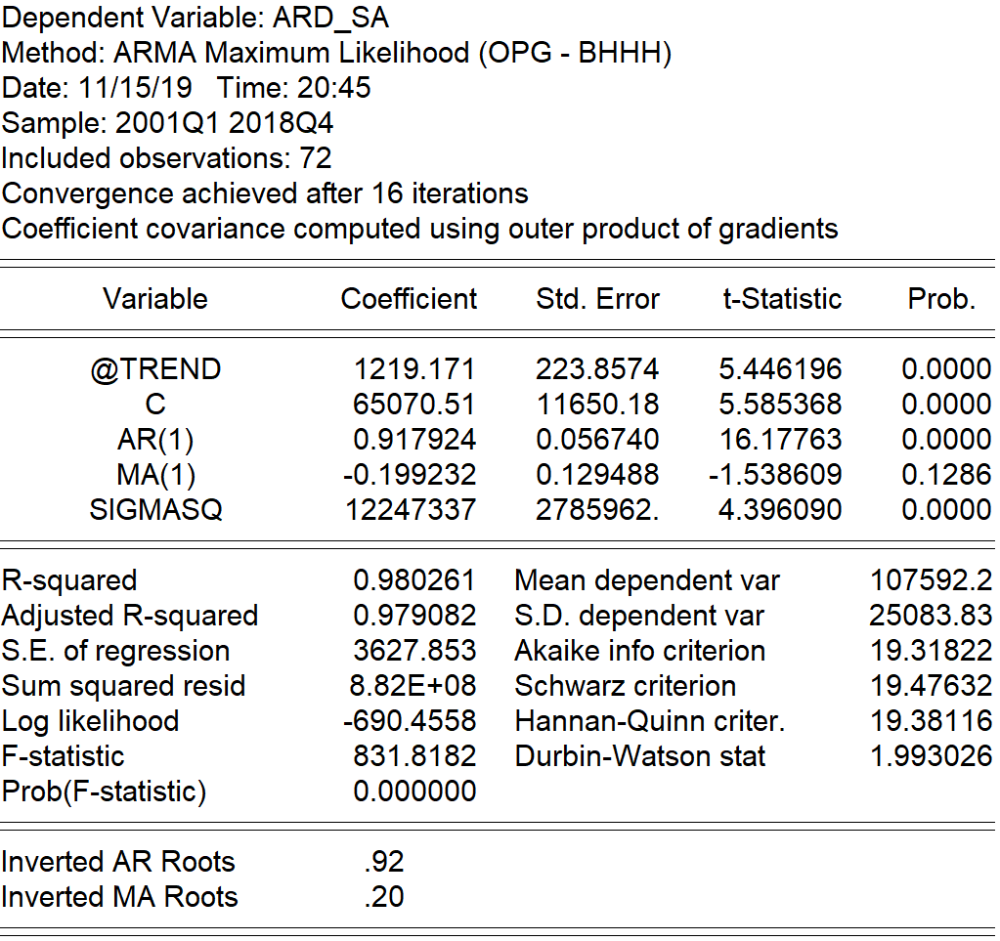 Dependent Variable: ARD_SA
Method: ARMA Maximum Likelihood (OPG - BHHH)
Date: 11/15/19 Time: 20:45
Sample: 2001Q1 2018Q4
Included observations: 72
Convergence achieved after 16 iterations
Coefficient covariance computed using outer product of gradients
Variable Coefficient Std. Error t-Statistic Prob.
@TREND 1219.171 223.8574 5.446196 0.0000
C 65070.51 11650.18 5.585368 0.0000
AR(1) 0.917924 0.056740 16.17763 0.0000
MA(1) -0.199232 0.129488 -1.538609 0.1286
SIGMASQ 12247337 2785962. 4.396090 0.0000
R-squared 0.980261 Mean dependent var 107592.2
Adjusted R-squared 0.979082 S.D. dependent var 25083.83
S.E. of regression 3627.853 Akaike info criterion 19.31822
Sum squared resid 8.82E+08 Schwarz criterion 19.47632
Log likelihood -690.4558 Hannan-Quinn criter. 19.38116
F-statistic 831.8182 Durbin-Watson stat 1.993026
Prob(F-statistic) 0.000000
Inverted AR Roots .92
Inverted MA Roots .20